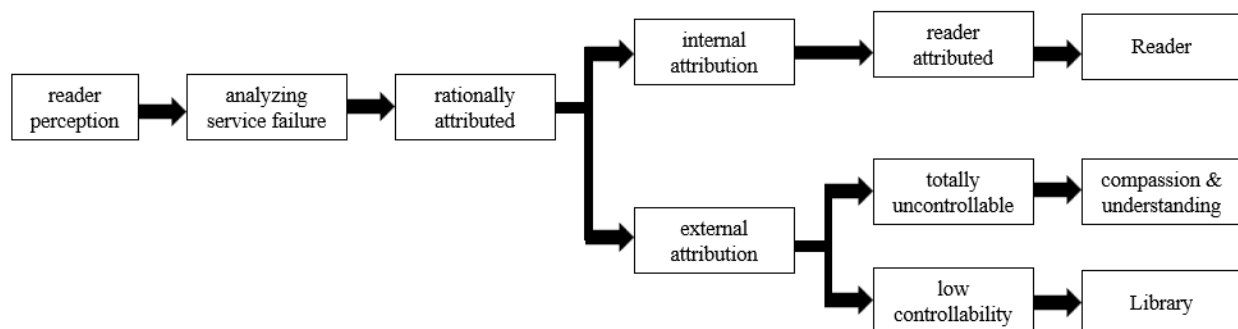 reader
perception
analyzing
service failure
rationally
attributed
internal
attribution
reader
attributed
Reader
external
attribution
totally
uncontrollable
compassion &
understanding
low
controllability
Library